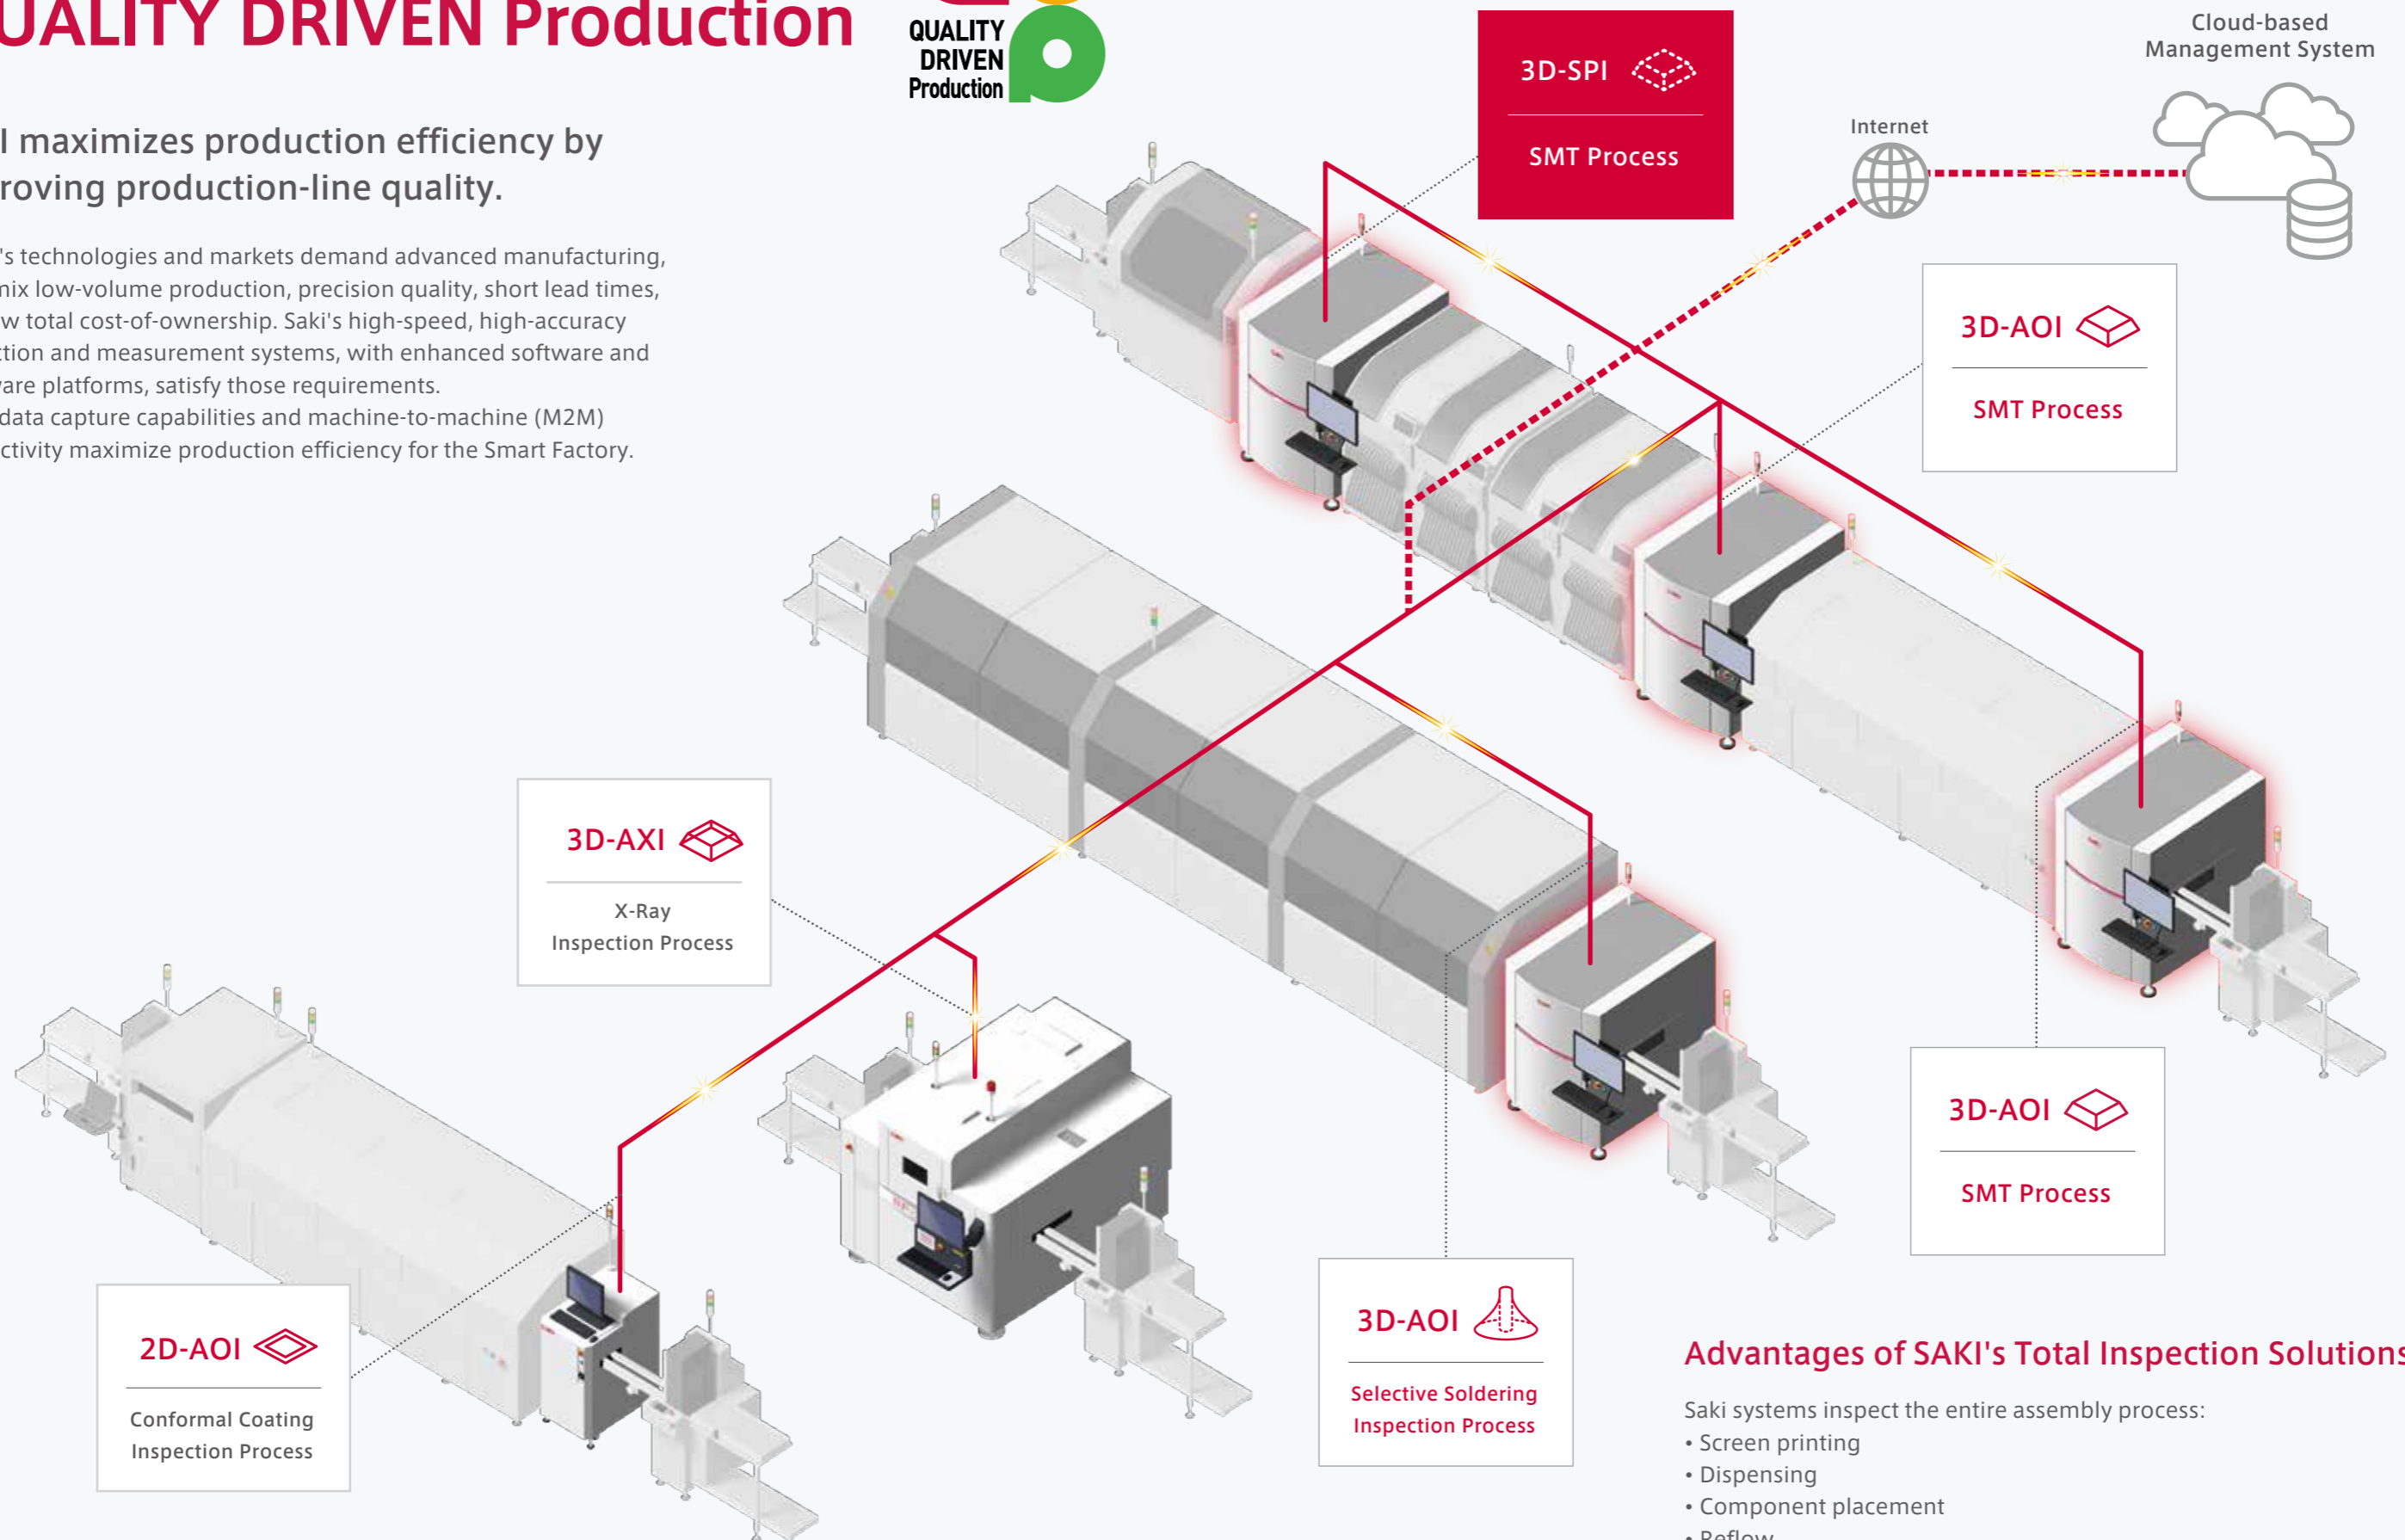 UALITY DRIVEN Production
QUALITY
DRIVEN
Production
I maximizes production efficiency by
roving production-line quality.
's technologies and markets demand advanced manufacturing,
mix low-volume production, precision quality, short lead times,
w total cost-of-ownership. Saki's high-speed, high-accuracy
ction and measurement systems, with enhanced software and
ware platforms, satisfy those requirements.
data capture capabilities and machine-to-machine (M2M)
ctivity maximize production efficiency for the Smart Factory.
3D-SPI
SMT Process
Internet
Cloud-based
Management System
3D-AOI
SMT Process
3D-AXI
X-Ray
Inspection Process
3D-AOI
SMT Process
2D-AOI
Conformal Coating
Inspection Process
3D-AOI
Selective Soldering
Inspection Process
Advantages of SAKI's Total Inspection Solutions
Saki systems inspect the entire assembly process:
• Screen printing
• Dispensing
• Component placement
• Reflow